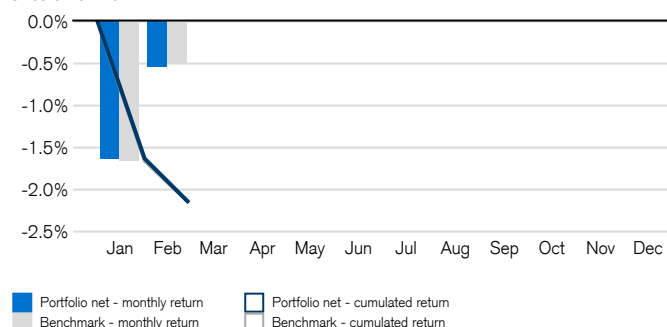 0.0%
-0.5%
-1.0%
-1.5%
-2.0%
-2.5%
Jan Feb Mar Apr May Jun Jul Aug Sep Oct Nov Dec
Portfolio net - monthly return Portfolio net - cumulated return
Benchmark - monthly return Benchmark - cumulated return